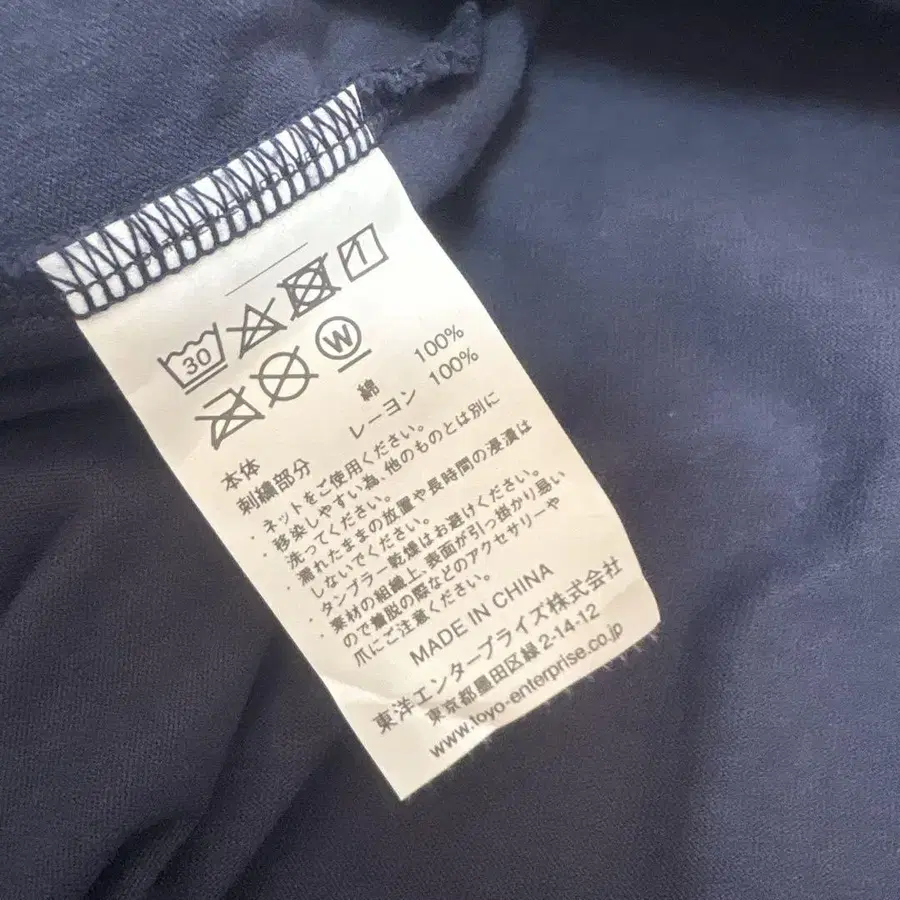 30
W
本体 綿 100%
刺繍部分 レーヨン 100%
・ネットをご使用ください。
・移染しやすい為、他のものとは別に
洗ってください。
・濡れたままの放置や長時間の浸漬は
しないでください。
・タンブラー乾燥はお避けください。
・素材の組織上、表面が引っ掛かり易い
ので着脱の際などのアクセサリーや
爪にご注意ください。
MADE IN CHINA
東洋エンタープライズ株式会社
東京都墨田区緑2-14-12
www.toyo-enterprise.co.jp